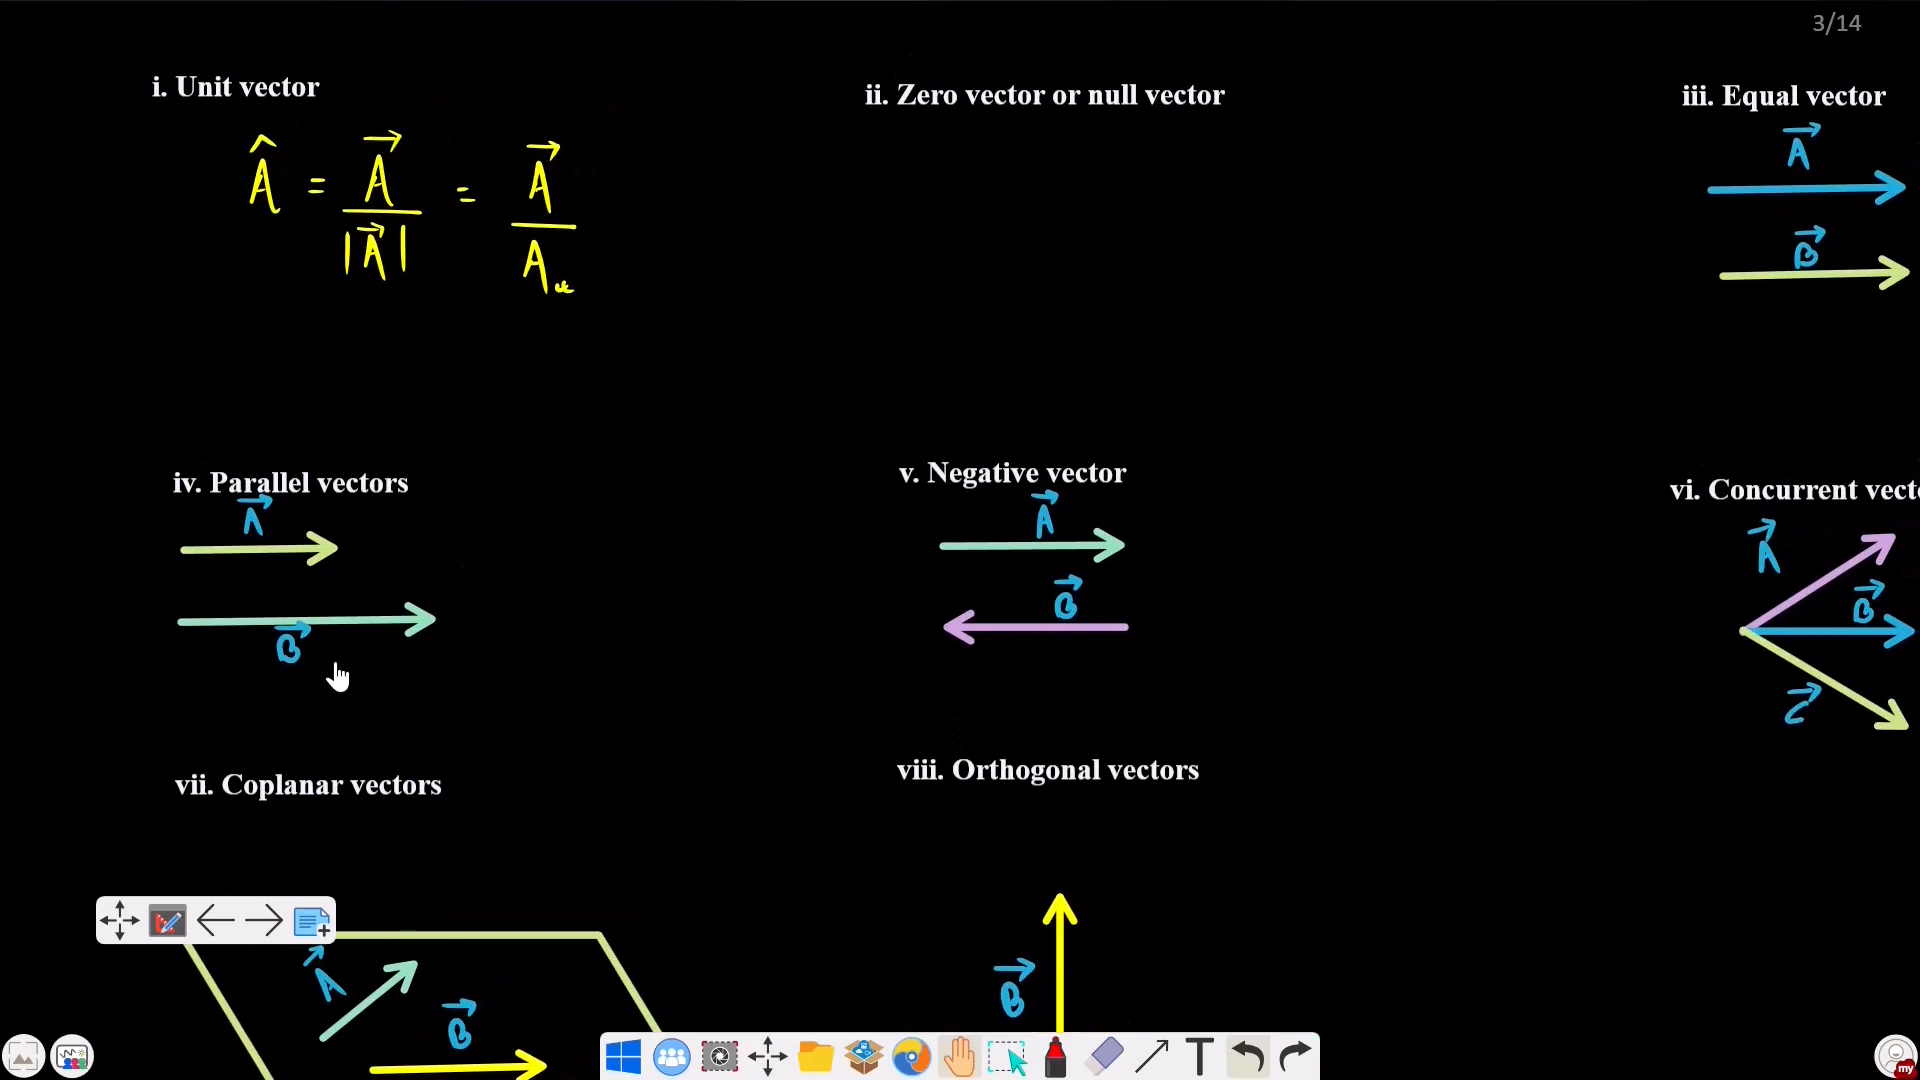 3/14
i. Unit vector
ii. Zero vector or null vector
iii. Equal vector
Â = A⃗ / |A⃗| = A⃗ / A
A⃗
B⃗
iv. Parallel vectors
v. Negative vector
vi. Concurrent
A⃗
B⃗
A⃗
B⃗
A⃗
B⃗
C⃗
vii. Coplanar vectors
viii. Orthogonal vectors
A⃗
B⃗
B⃗
T
my